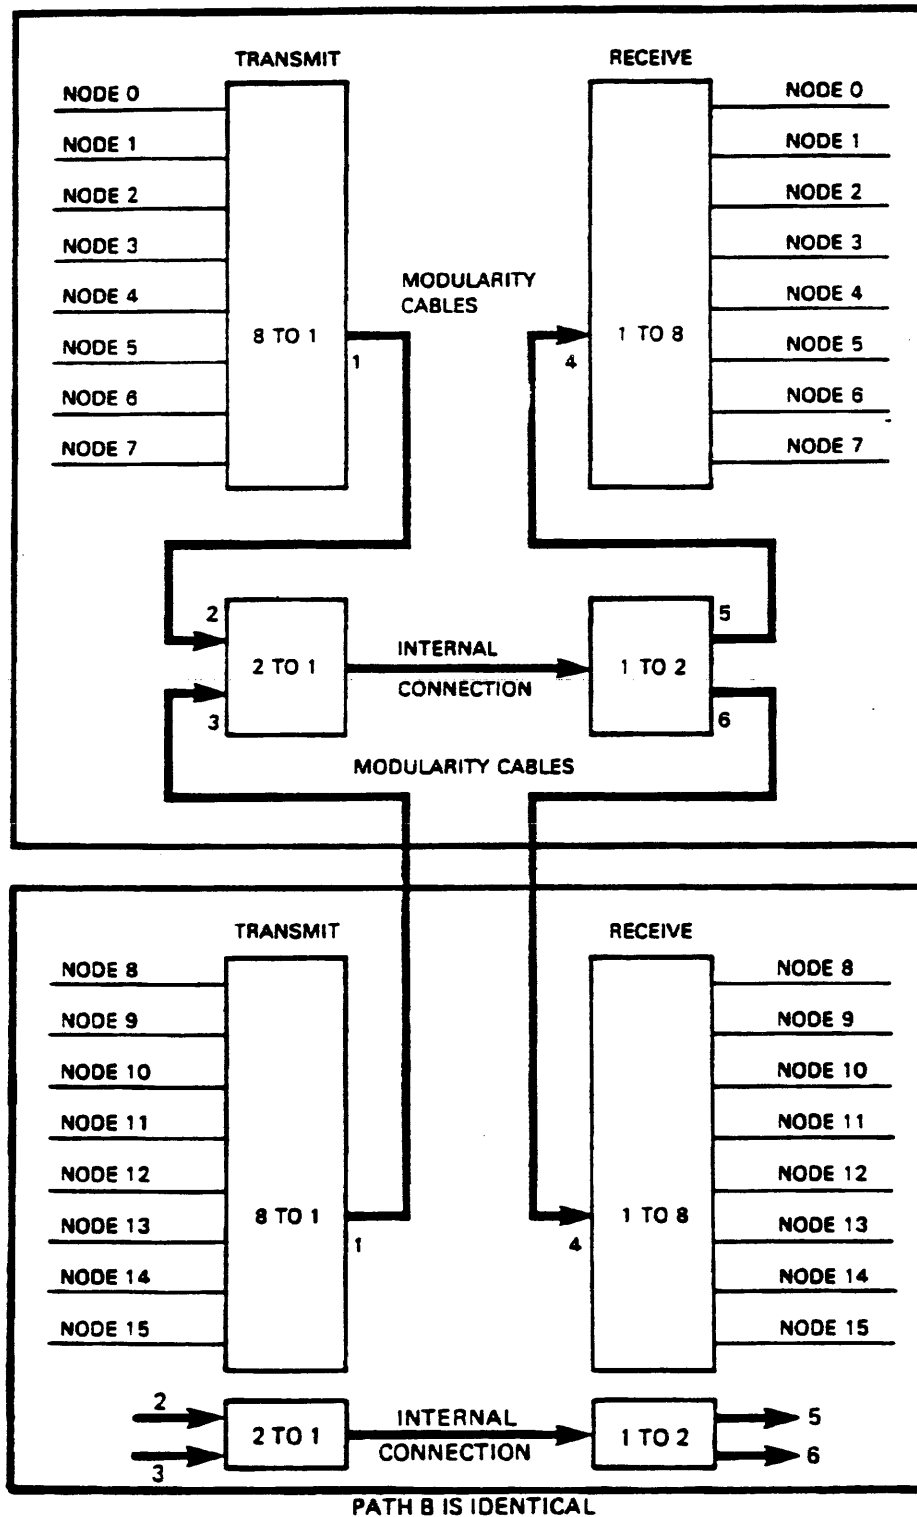 TRANSMIT
RECEIVE
NODE 0
NODE 1
NODE 2
NODE 3
NODE 4
NODE 5
NODE 6
NODE 7
8 TO 1
1
MODULARITY
CABLES
4
1 TO 8
NODE 0
NODE 1
NODE 2
NODE 3
NODE 4
NODE 5
NODE 6
NODE 7
2
3
2 TO 1
INTERNAL
CONNECTION
1 TO 2
5
6
MODULARITY CABLES
TRANSMIT
RECEIVE
NODE 8
NODE 9
NODE 10
NODE 11
NODE 12
NODE 13
NODE 14
NODE 15
8 TO 1
1
4
1 TO 8
NODE 8
NODE 9
NODE 10
NODE 11
NODE 12
NODE 13
NODE 14
NODE 15
2
3
2 TO 1
INTERNAL
CONNECTION
1 TO 2
5
6
PATH B IS IDENTICAL